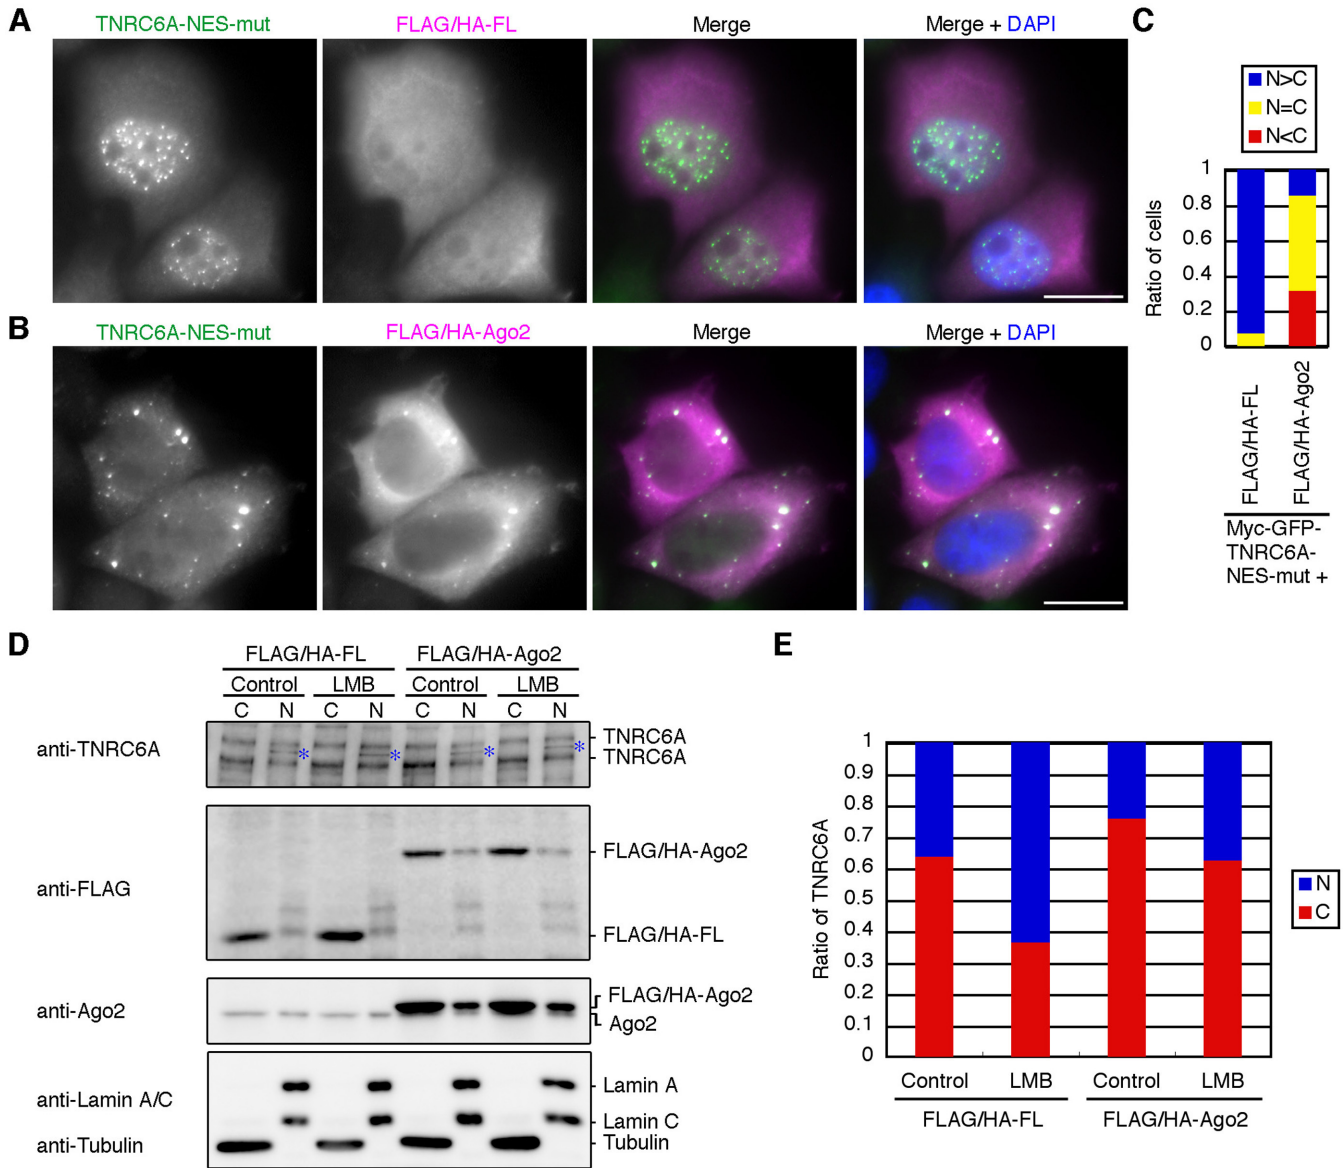 A
TNRC6A-NES-mut
FLAG/HA-FL
Merge
Merge + DAPI
C
N>C
N=C
N<C
1
0.8
0.6
0.4
0.2
0
Ratio of cells
FLAG/HA-FL
FLAG/HA-Ago2
Myc-GFP-
TNRC6A-
NES-mut +
B
TNRC6A-NES-mut
FLAG/HA-Ago2
Merge
Merge + DAPI
D
FLAG/HA-FL
FLAG/HA-Ago2
Control
LMB
Control
LMB
C
N
C
N
C
N
C
N
anti-TNRC6A
*
*
*
*
TNRC6A
TNRC6A
anti-FLAG
FLAG/HA-Ago2
FLAG/HA-FL
anti-Ago2
FLAG/HA-Ago2
Ago2
anti-Lamin A/C
Lamin A
Lamin C
anti-Tubulin
Tubulin
E
1
0.9
0.8
0.7
0.6
0.5
0.4
0.3
0.2
0.1
0
Ratio of TNRC6A
N
C
Control
LMB
Control
LMB
FLAG/HA-FL
FLAG/HA-Ago2